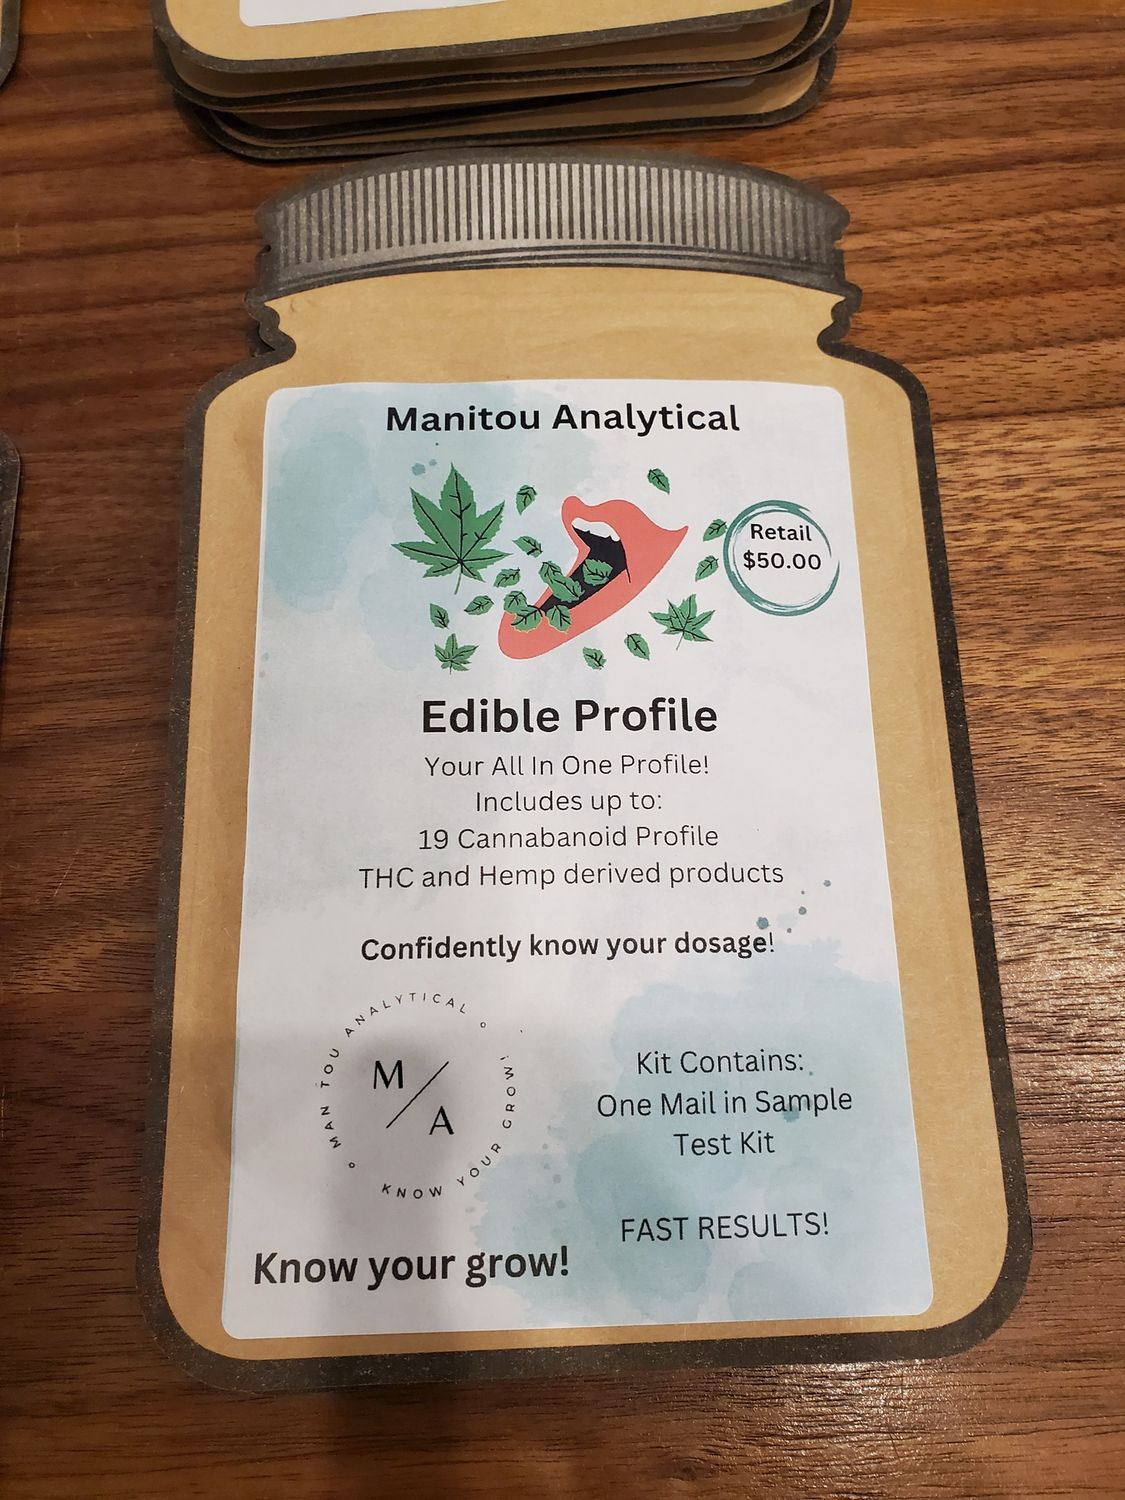 Manitou Analytical
Retail
$50.00
Edible Profile
Your All In One Profile!
Includes up to:
19 Cannabanoid Profile
THC and Hemp derived products
Confidently know your dosage!
MANITOU ANALYTICAL
M/A
KNOW YOUR GROW!
Kit Contains:
One Mail in Sample
Test Kit
FAST RESULTS!
Know your grow!